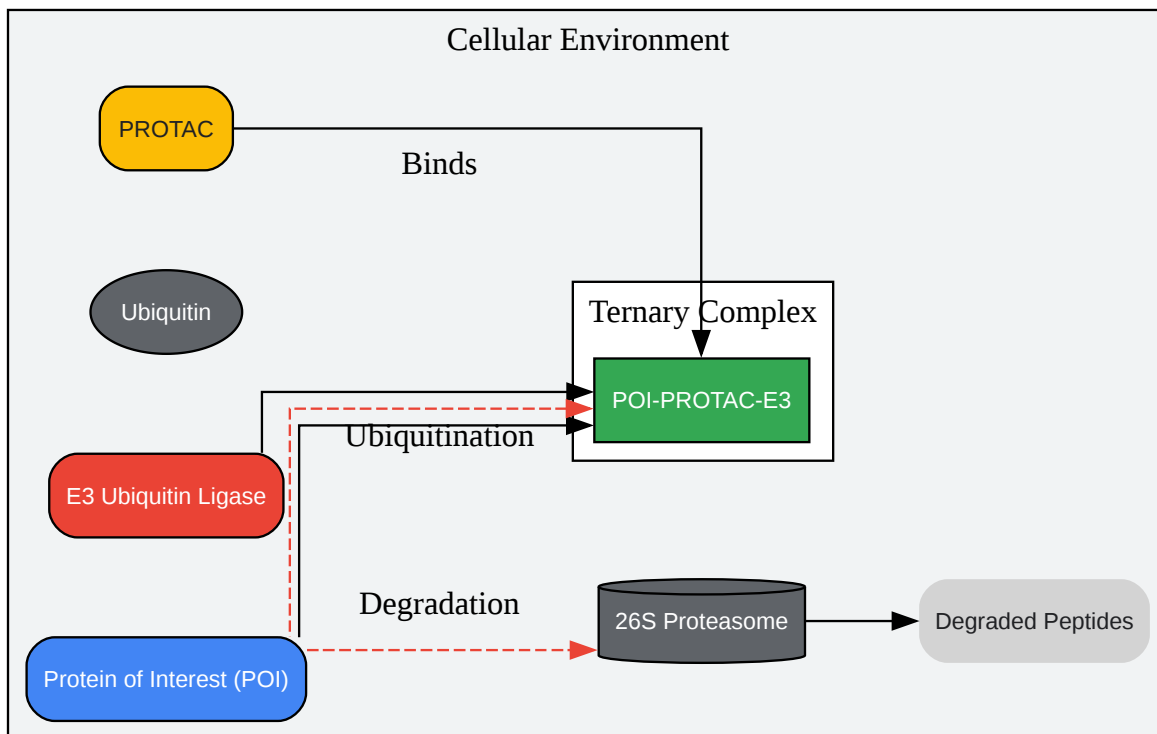 Cellular Environment
PROTAC
Binds
Ubiquitin
Ternary Complex
POI-PROTAC-E3
Ubiquitination
E3 Ubiquitin Ligase
Degradation
26S Proteasome
Degraded Peptides
Protein of Interest (POI)